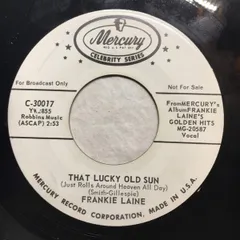 Mercury
CELEBRITY SERIES
For Broadcast Only
Not For Sale
C-30017
YW-855
Robbins Music
(ASCAP) 2:53
From MERCURY's
Album FRANKIE
LAINE'S
GOLDEN HITS
MG-20587
Vocal
THAT LUCKY OLD SUN
(Just Rolls Around Heaven All Day)
(Smith-Gillespie)
FRANKIE LAINE
MERCURY RECORD CORPORATION, MADE IN U.S.A.